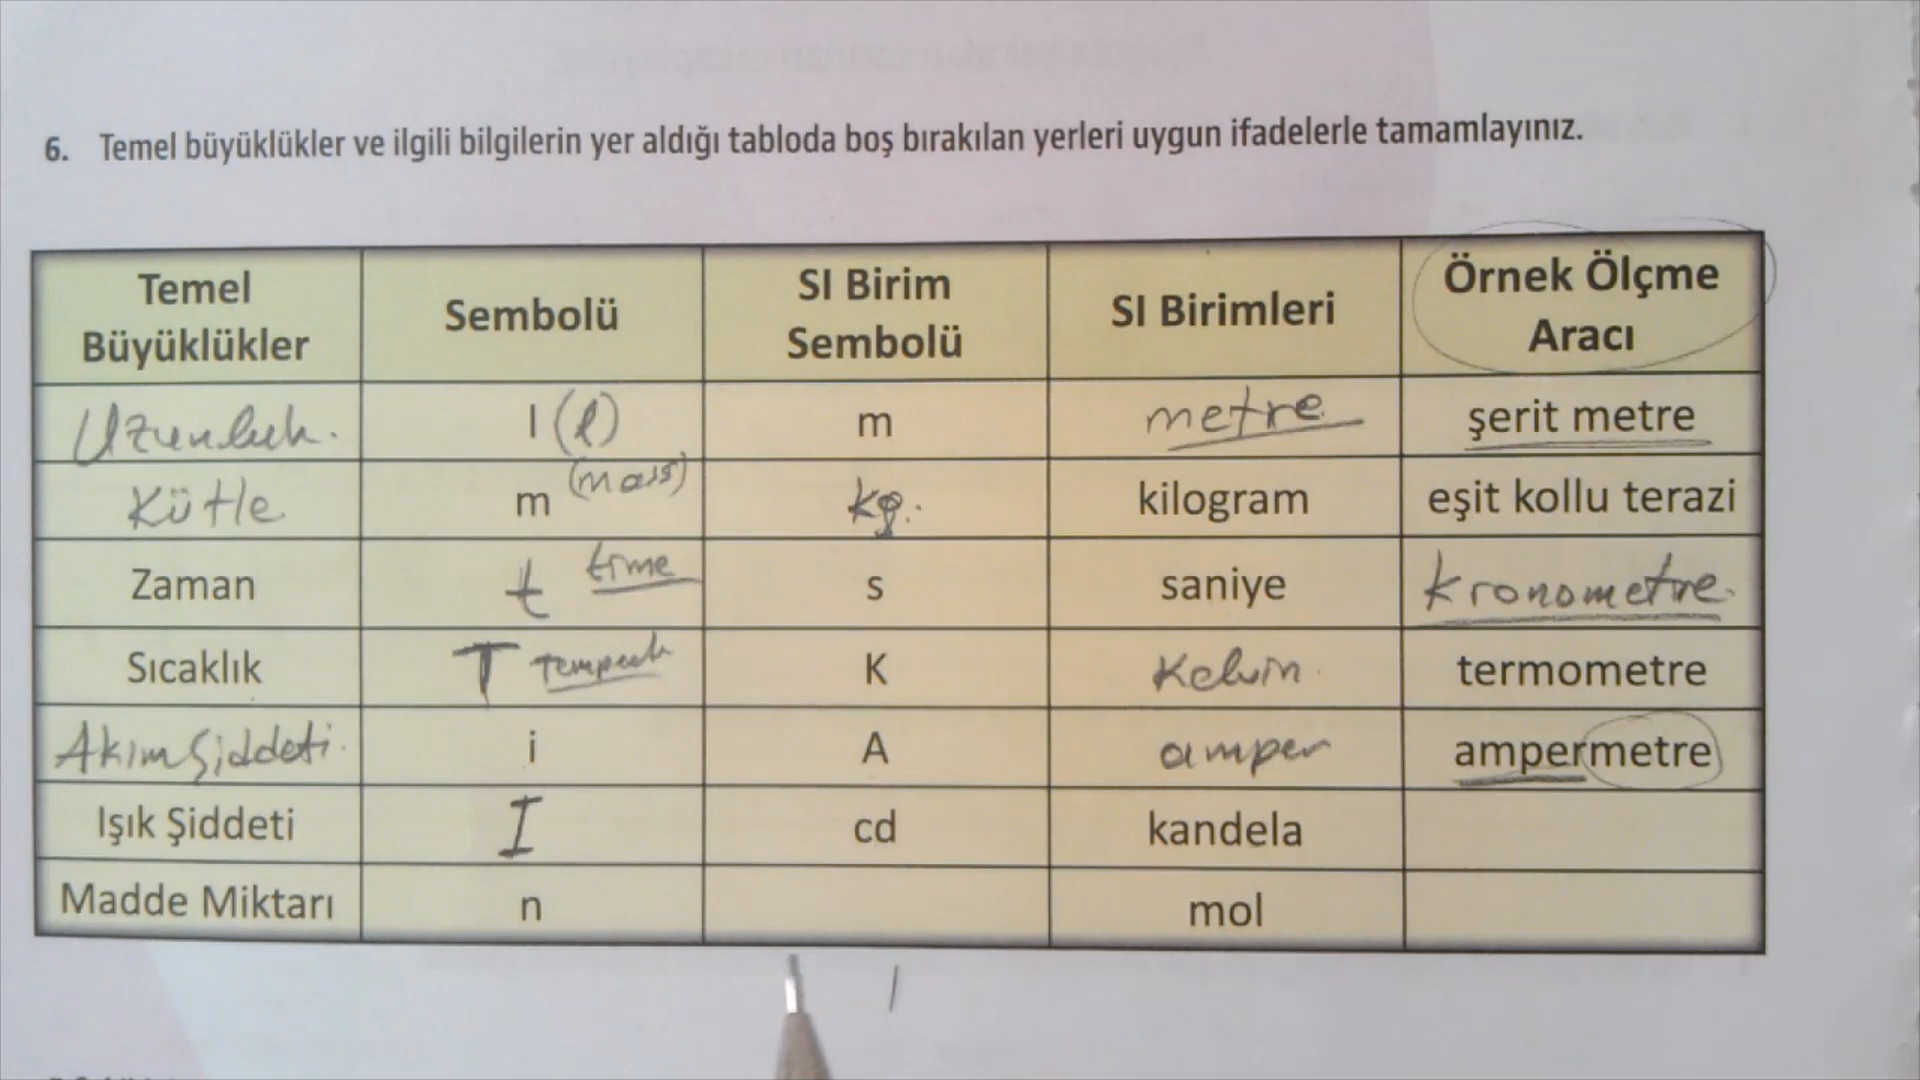 6. Temel büyüklükler ve ilgili bilgilerin yer aldığı tabloda boş bırakılan yerleri uygun ifadelerle tamamlayınız.
Temel Büyüklükler Sembolü SI Birim Sembolü SI Birimleri Örnek Ölçme Aracı
Uzunluk. l (l) m metre şerit metre
Kütle m (mass) kg. kilogram eşit kollu terazi
Zaman t time s saniye kronometre.
Sıcaklık T K Kelvin. termometre
Akım Şiddeti. i A amper ampermetre
Işık Şiddeti I cd kandela
Madde Miktarı n mol